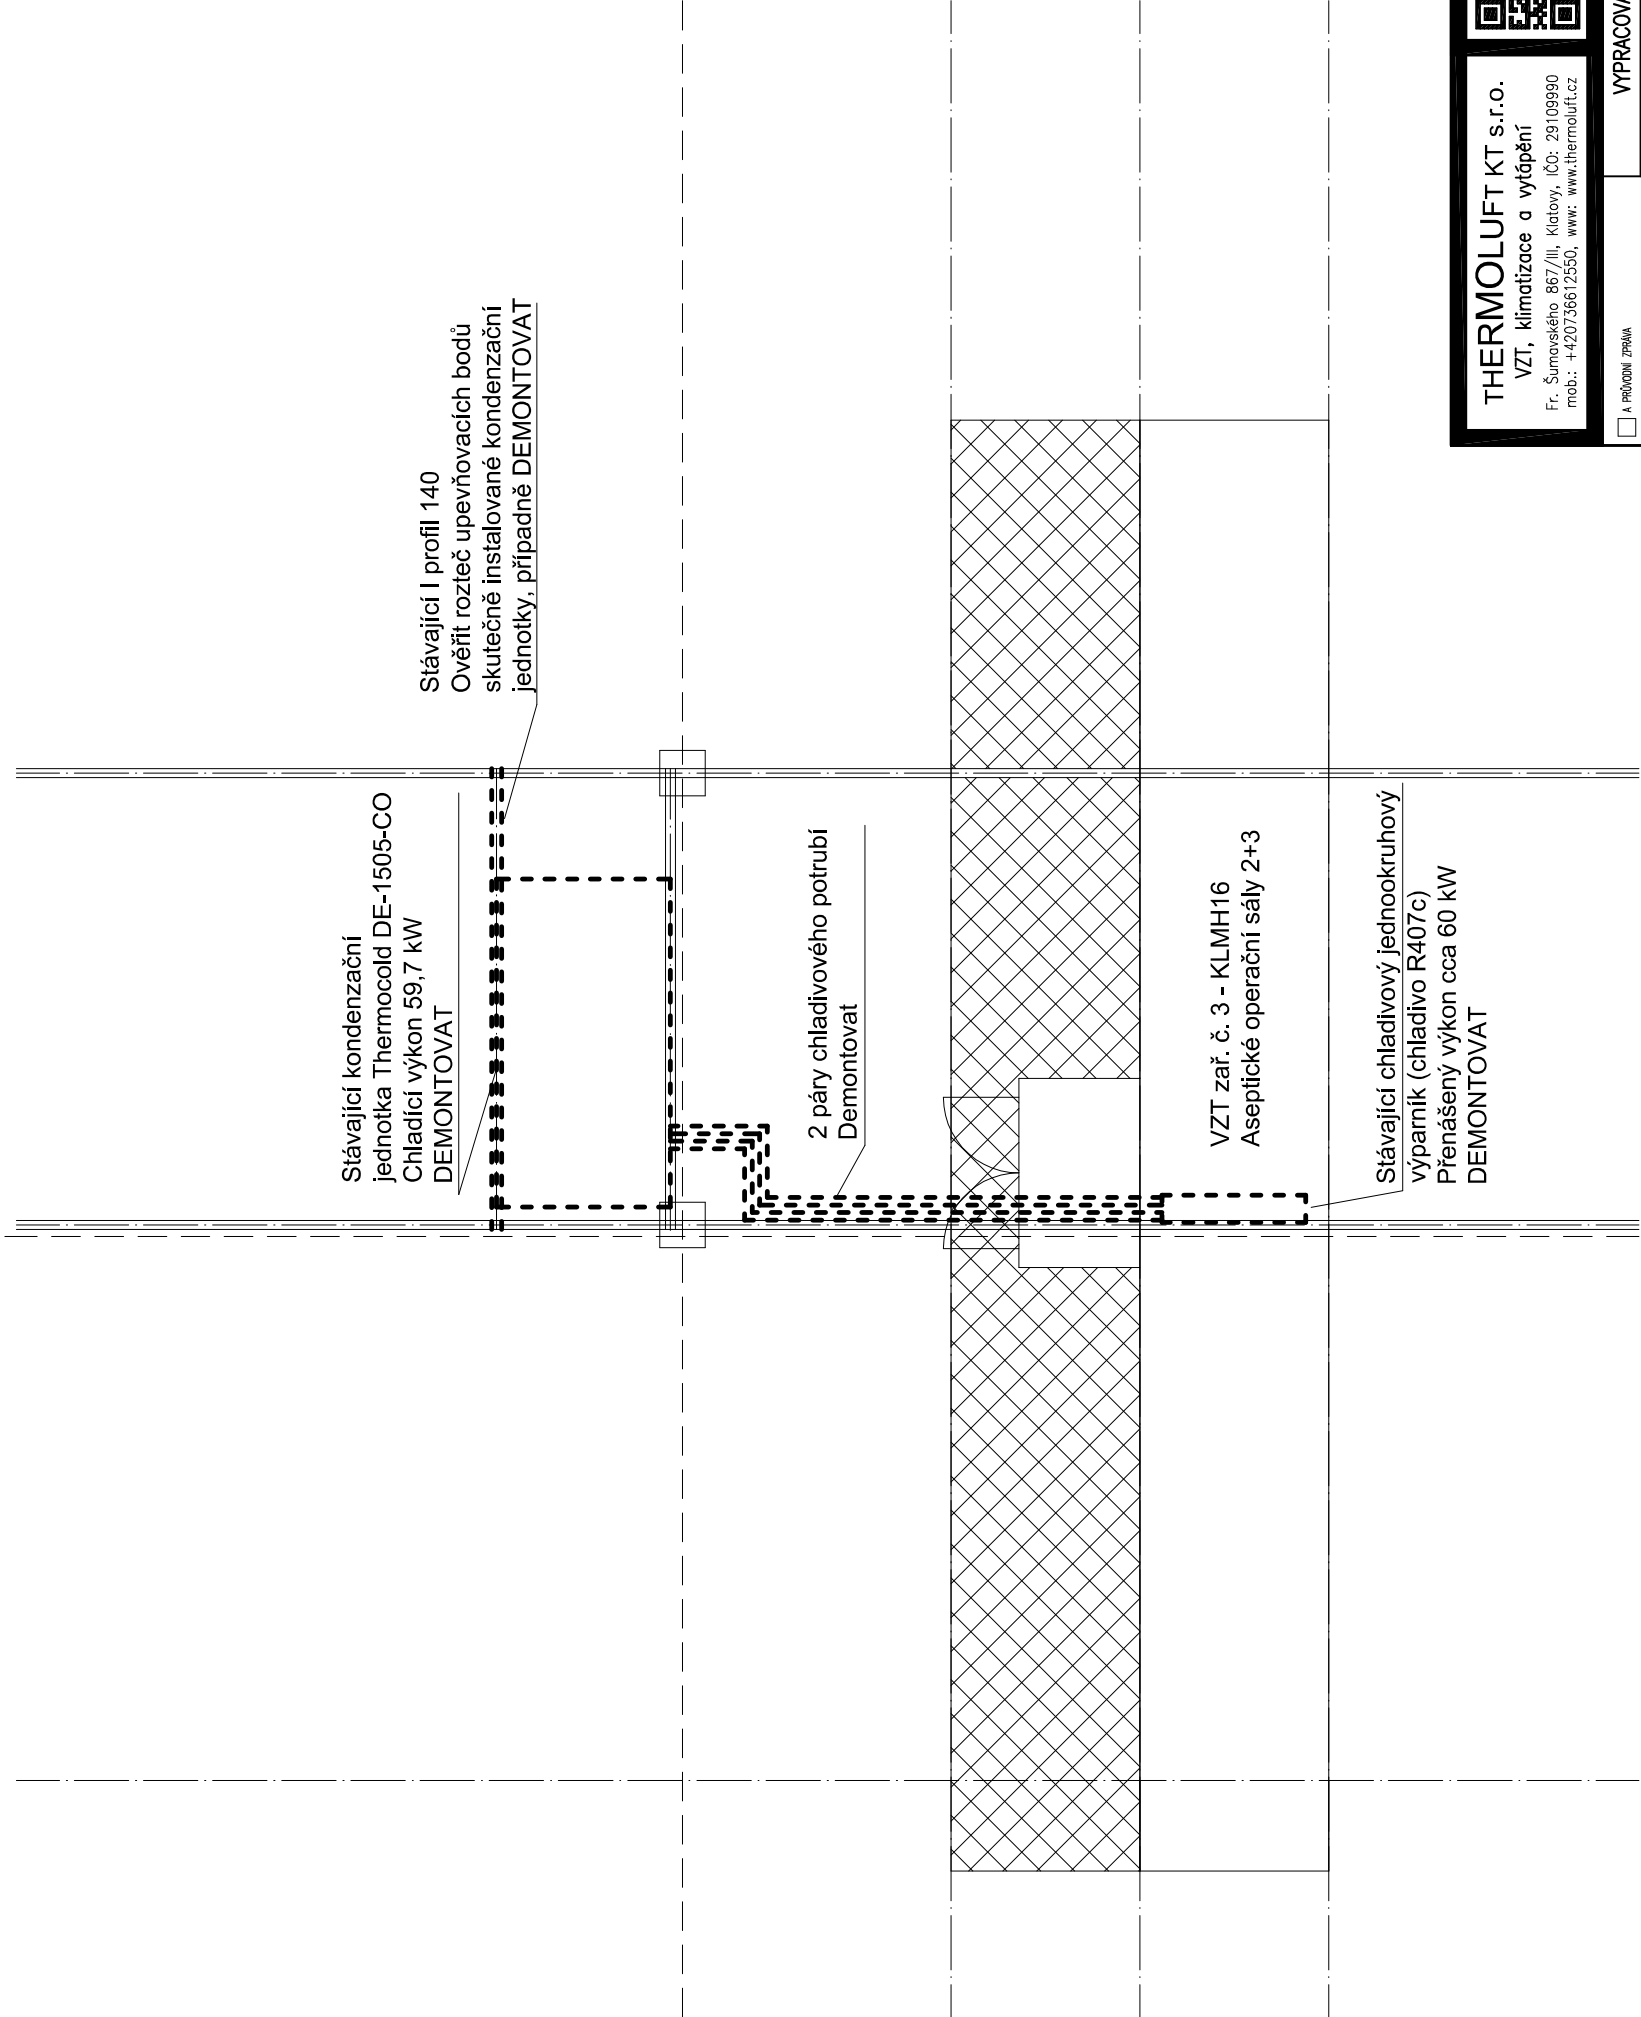 Stávající kondenzační
jednotka Thermocold DE-1505-CO
Chladící výkon 59,7 kW
DEMONTOVAT
Stávající I profil 140
Ověřit rozteč upevňovacích bodů
skutečně instalované kondenzační
jednotky, případně DEMONTOVAT
2 páry chladivového potrubí
Demontovat
VZT zař. č. 3 - KLMH16
Aseptické operační sály 2+3
Stávající chladivový jednookruhový
výparník (chladivo R407c)
Přenášený výkon cca 60 kW
DEMONTOVAT
THERMOLUFT KT s.r.o.
VZT, klimatizace a vytápění
Fr. Šumavského 867/III, Klatovy, IČO: 29109990
mob.: +420736612550, www: www.thermoluft.cz
A PRŮVODNÍ ZPRÁVA